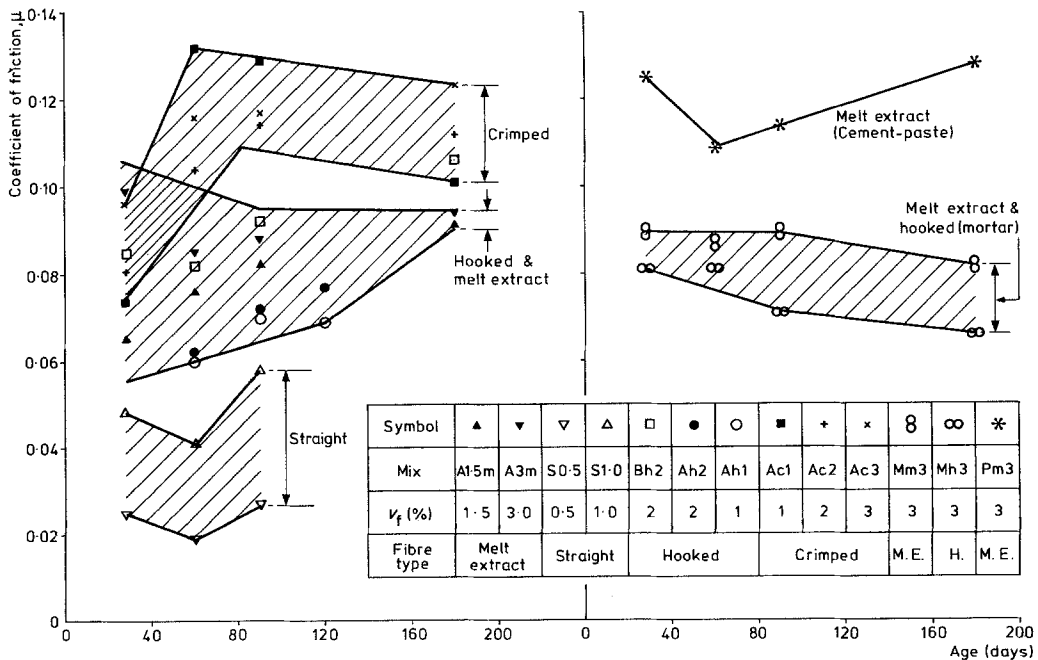 Coefficient of friction, μ
0·14
0·12
0·10
0·08
0·06
0·04
0·02
0
Crimped
Hooked &
melt extract
Straight
Melt extract
(Cement-paste)
Melt extract &
hooked (mortar)
Symbol
Mix A1·5m A3m S0·5 S1·0 Bh2 Ah2 Ah1 Ac1 Ac2 Ac3 Mm3 Mh3 Pm3
Vf (%) 1·5 3·0 0·5 1·0 2 2 1 1 2 3 3 3 3
Fibre type Melt extract Straight Hooked Crimped M.E. H. M.E.
0 40 80 120 160 200 0 40 80 120 160 200
Age (days)